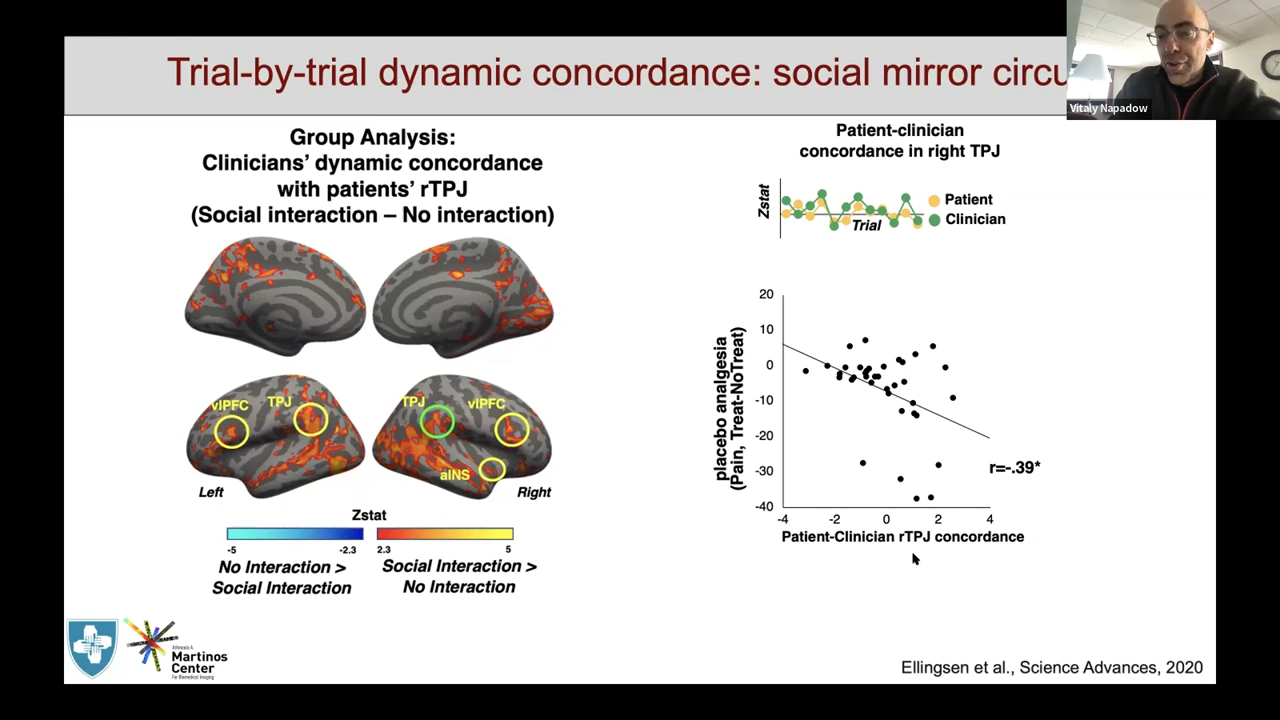 Trial-by-trial dynamic concordance: social mirror circu
Vitaly Napadow
Group Analysis:
Clinicians' dynamic concordance
with patients' rTPJ
(Social interaction – No interaction)
vlPFC
TPJ
TPJ
vlPFC
aINS
Left
Right
Zstat
-5
-2.3
2.3
5
No Interaction >
Social Interaction
Social Interaction >
No Interaction
Patient-clinician
concordance in right TPJ
Zstat
Trial
Patient
Clinician
placebo analgesia
(Pain, Treat-NoTreat)
20
10
0
-10
-20
-30
-40
-4
-2
0
2
4
r=-.39*
Patient-Clinician rTPJ concordance
Martinos
Center
Ellingsen et al., Science Advances, 2020